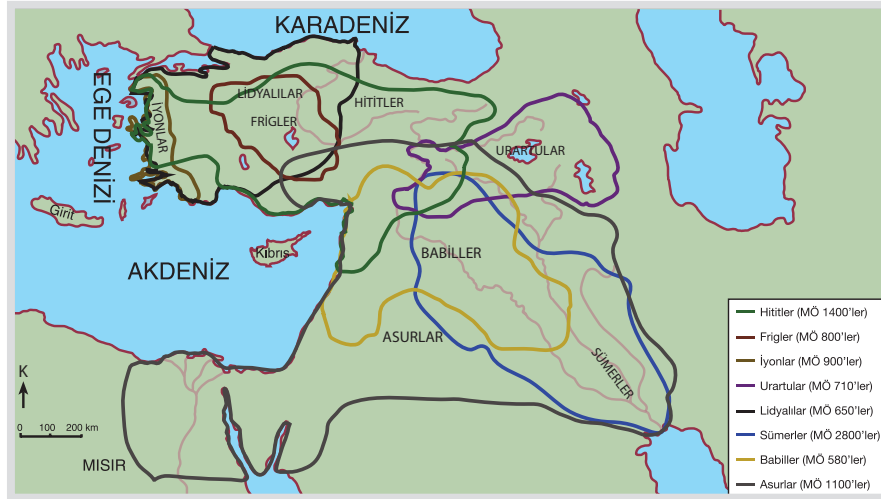 KARADENİZ
EGE DENİZİ
LİDYALILAR
HİTİTLER
FRİGLER
İYONLAR
URARTULAR
Girit
Kıbrıs
BABİLLER
AKDENİZ
ASURLAR
SÜMERLER
K
0 100 200 km
MISIR
Hititler (MÖ 1400'ler)
Frigler (MÖ 800'ler)
İyonlar (MÖ 900'ler)
Urartular (MÖ 710'ler)
Lidyalılar (MÖ 650'ler)
Sümerler (MÖ 2800'ler)
Babiller (MÖ 580'ler)
Asurlar (MÖ 1100'ler)